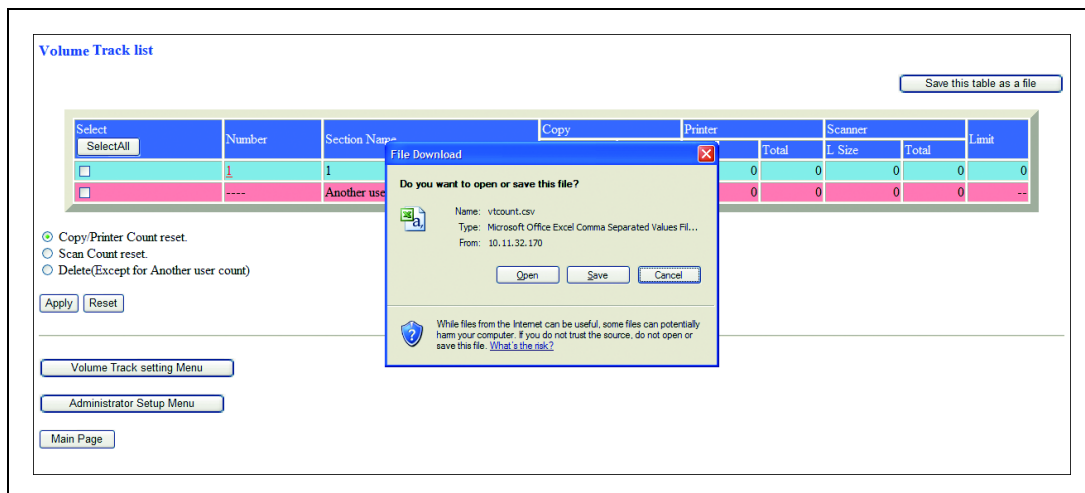 Volume Track list
Save this table as a file
Select
SelectAll
Number
Section Name
Copy
Printer
Total
Scanner
L Size
Total
Limit
1 1 0 0 0 0 0
---- Another use 0 0 0 0 --
File Download
Do you want to open or save this file?
Name: vtcount.csv
Type: Microsoft Office Excel Comma Separated Values Fil...
From: 10.11.32.170
Open Save Cancel
While files from the Internet can be useful, some files can potentially
harm your computer. If you do not trust the source, do not open or
save this file. What's the risk?
Copy/Printer Count reset.
Scan Count reset.
Delete(Except for Another user count)
Apply Reset
Volume Track setting Menu
Administrator Setup Menu
Main Page